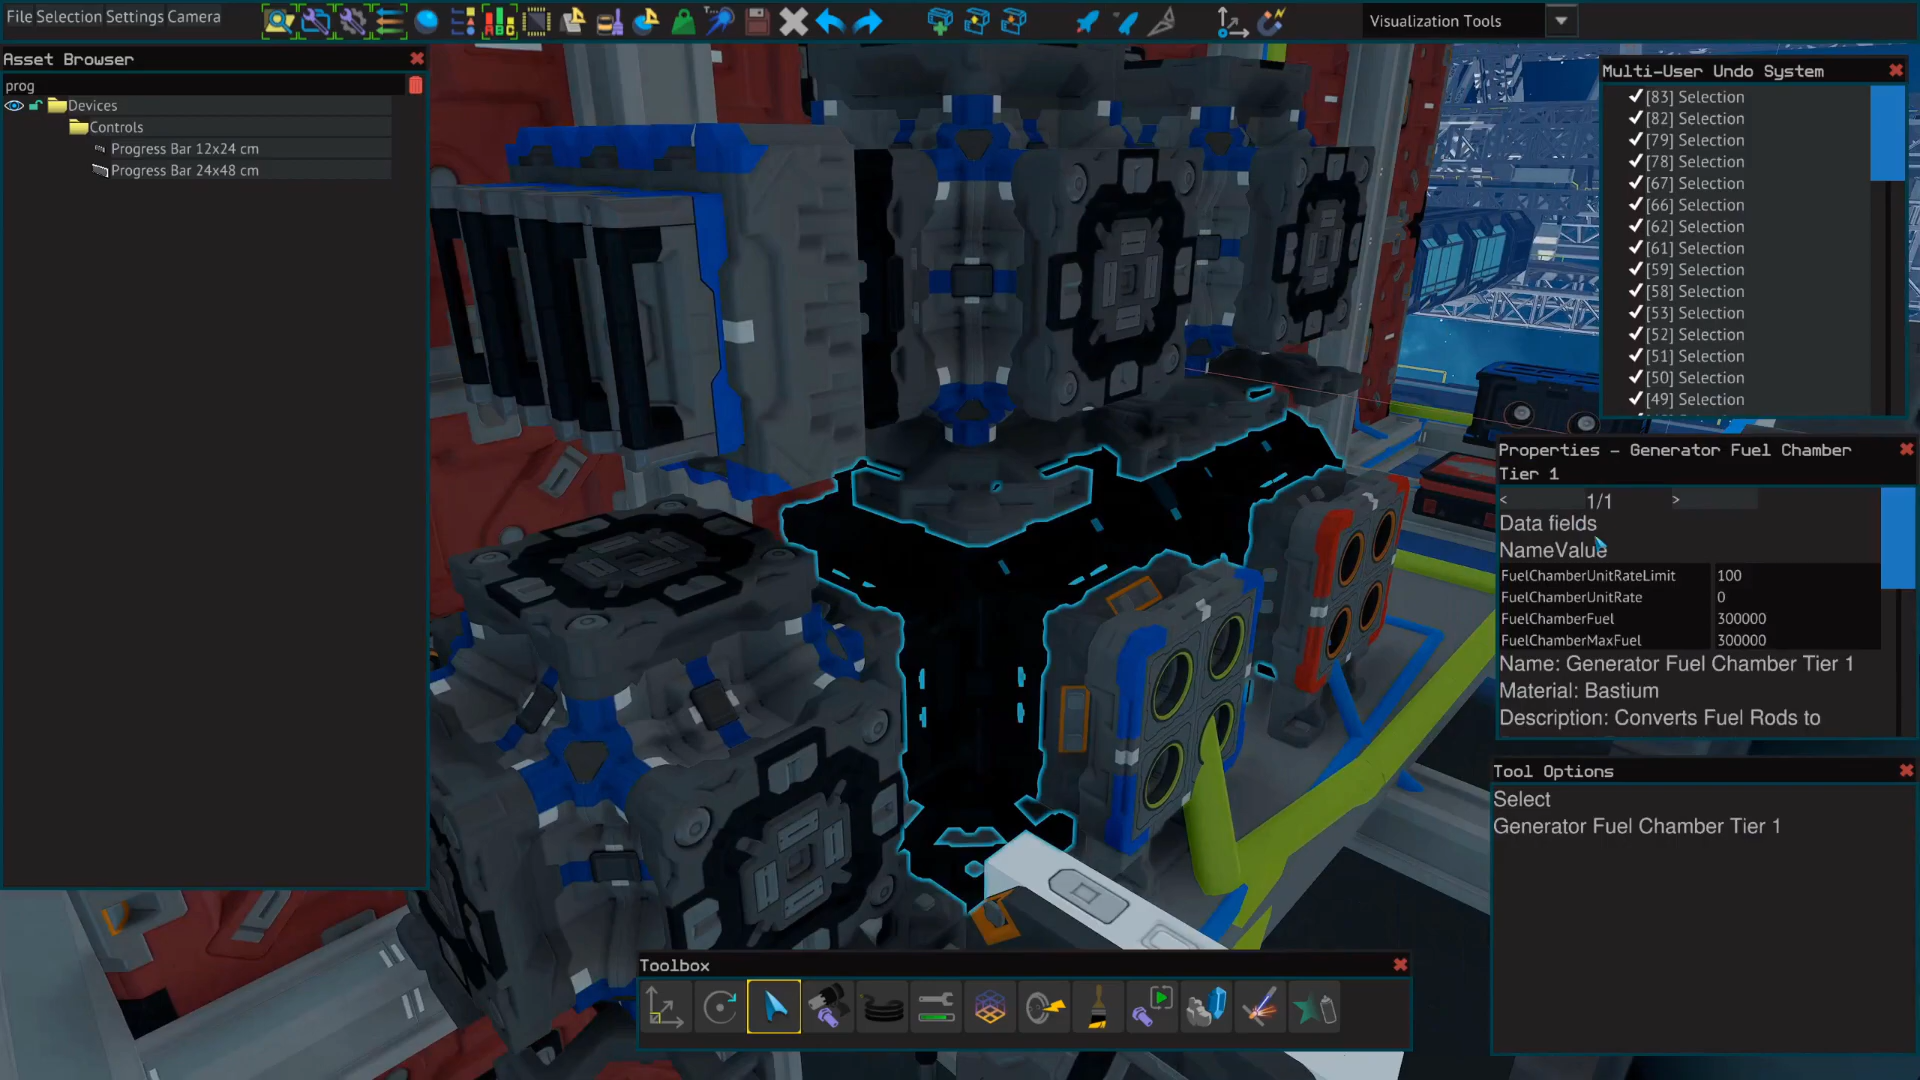 File Selection Settings Camera
Visualization Tools
Asset Browser
prog
Devices
Controls
Progress Bar 12x24 cm
Progress Bar 24x48 cm
Multi-User Undo System
[83] Selection
[82] Selection
[79] Selection
[78] Selection
[67] Selection
[66] Selection
[62] Selection
[61] Selection
[59] Selection
[58] Selection
[53] Selection
[52] Selection
[51] Selection
[50] Selection
[49] Selection
Properties - Generator Fuel Chamber
Tier 1
< 1/1 >
Data fields
NameValue
FuelChamberUnitRateLimit 100
FuelChamberUnitRate 0
FuelChamberFuel 300000
FuelChamberMaxFuel 300000
Name: Generator Fuel Chamber Tier 1
Material: Bastium
Description: Converts Fuel Rods to
Tool Options
Select
Generator Fuel Chamber Tier 1
Toolbox